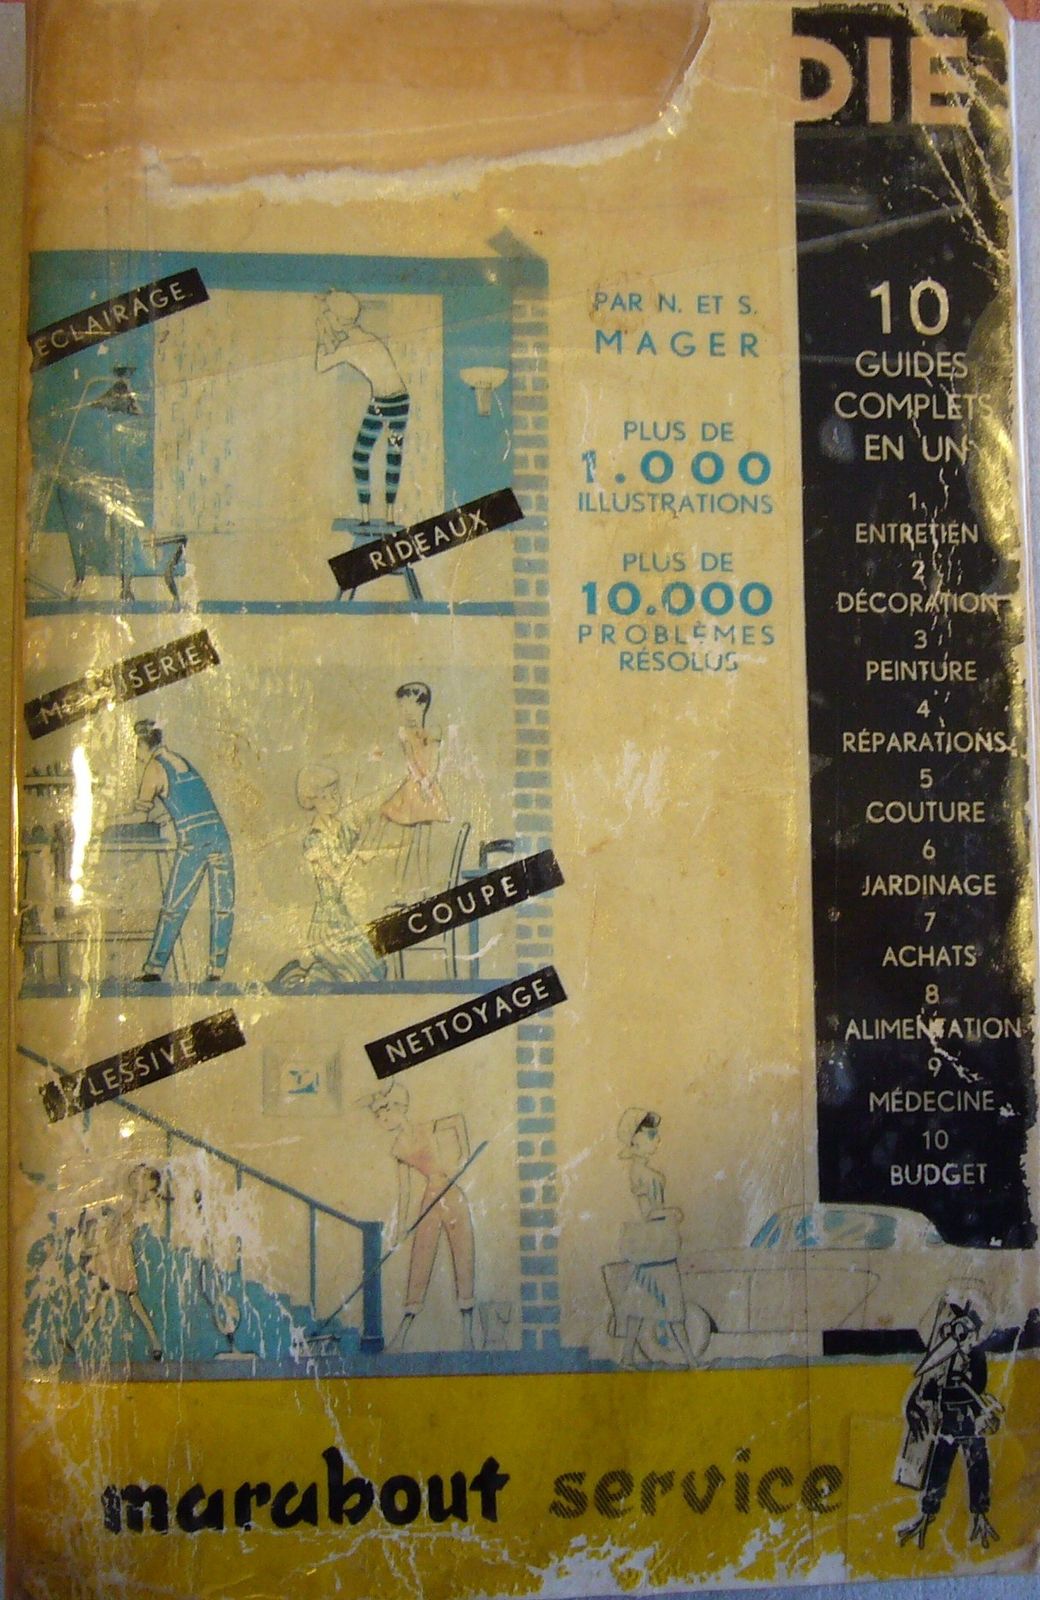 DIE
ECLAIRAGE
RIDEAUX
COUPE
NETTOYAGE
LESSIVE
PAR N. ET S.
MAGER
PLUS DE
1.000
ILLUSTRATIONS
PLUS DE
10.000
PROBLÈMES
RÉSOLUS
10
GUIDES
COMPLETS
EN UN
1
ENTRETIEN
2
DÉCORATION
3
PEINTURE
4
RÉPARATIONS
5
COUTURE
6
JARDINAGE
7
ACHATS
8
ALIMENTATION
9
MÉDECINE
10
BUDGET
marabout service